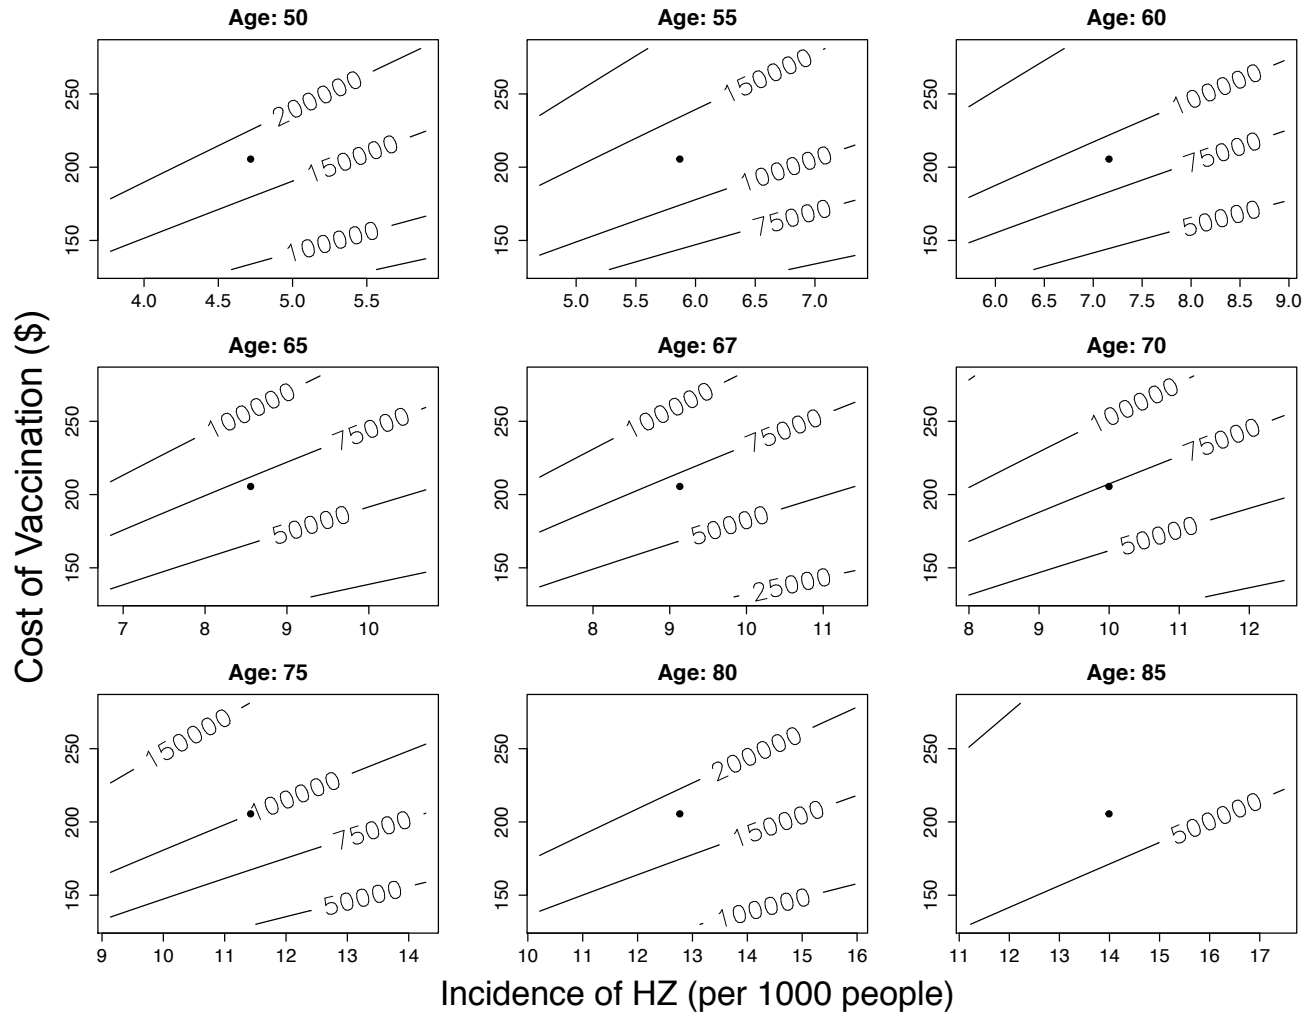 Age: 50
Age: 55
Age: 60
250
200
150
200000
150000
100000
4.0 4.5 5.0 5.5
250
200
150
150000
100000
75000
5.0 5.5 6.0 6.5 7.0
250
200
150
100000
75000
50000
6.0 6.5 7.0 7.5 8.0 8.5 9.0
Age: 65
Age: 67
Age: 70
250
200
150
100000
75000
50000
7 8 9 10
250
200
150
100000
75000
50000
25000
8 9 10 11
250
200
150
100000
75000
50000
8 9 10 11 12
Age: 75
Age: 80
Age: 85
250
200
150
150000
100000
75000
50000
9 10 11 12 13 14
250
200
150
200000
150000
100000
10 11 12 13 14 15 16
250
200
150
500000
11 12 13 14 15 16 17
Cost of Vaccination ($)
Incidence of HZ (per 1000 people)